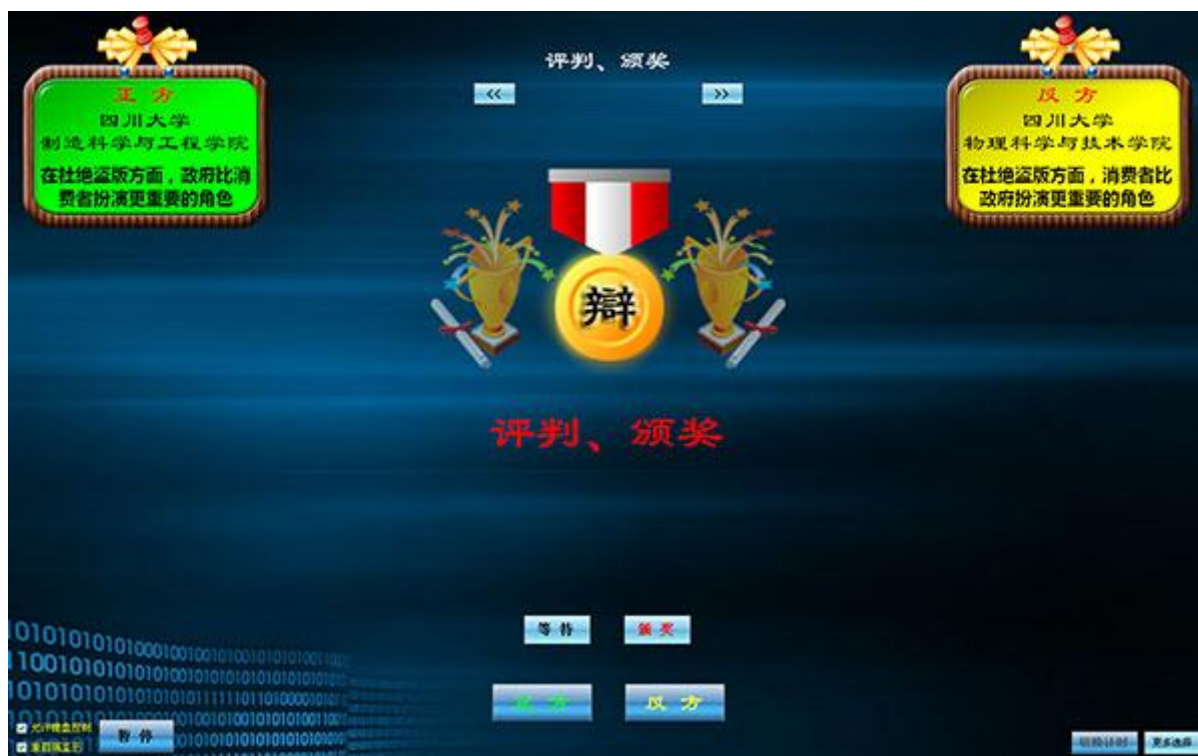 评判、颁奖
<<
>>
正 方
四川大学
制造科学与工程学院
在杜绝盗版方面，政府比消
费者扮演更重要的角色
反 方
四川大学
物理科学与技术学院
在杜绝盗版方面，消费者比
政府扮演更重要的角色
辩
评判、颁奖
等 待
颁 奖
正 方
反 方
暂 停
更多选项